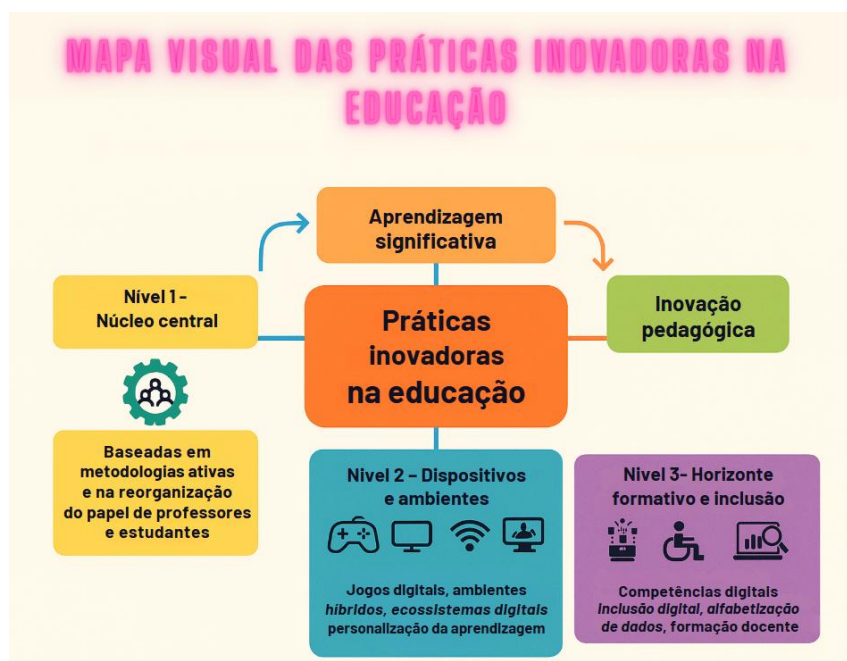 MAPA VISUAL DAS PRÁTICAS INOVADORAS NA
EDUCAÇÃO
Aprendizagem
significativa
Nível 1 -
Núcleo central
Práticas
inovadoras
na educação
Inovação
pedagógica
Baseadas em
metodologias ativas
e na reorganização
do papel de professores
e estudantes
Nivel 2 – Dispositivos
e ambientes
Jogos digitais, ambientes
híbridos, ecossistemas digitais
personalização da aprendizagem
Nivel 3- Horizonte
formativo e inclusão
Competências digitais
inclusão digital, alfabetização
de dados, formação docente